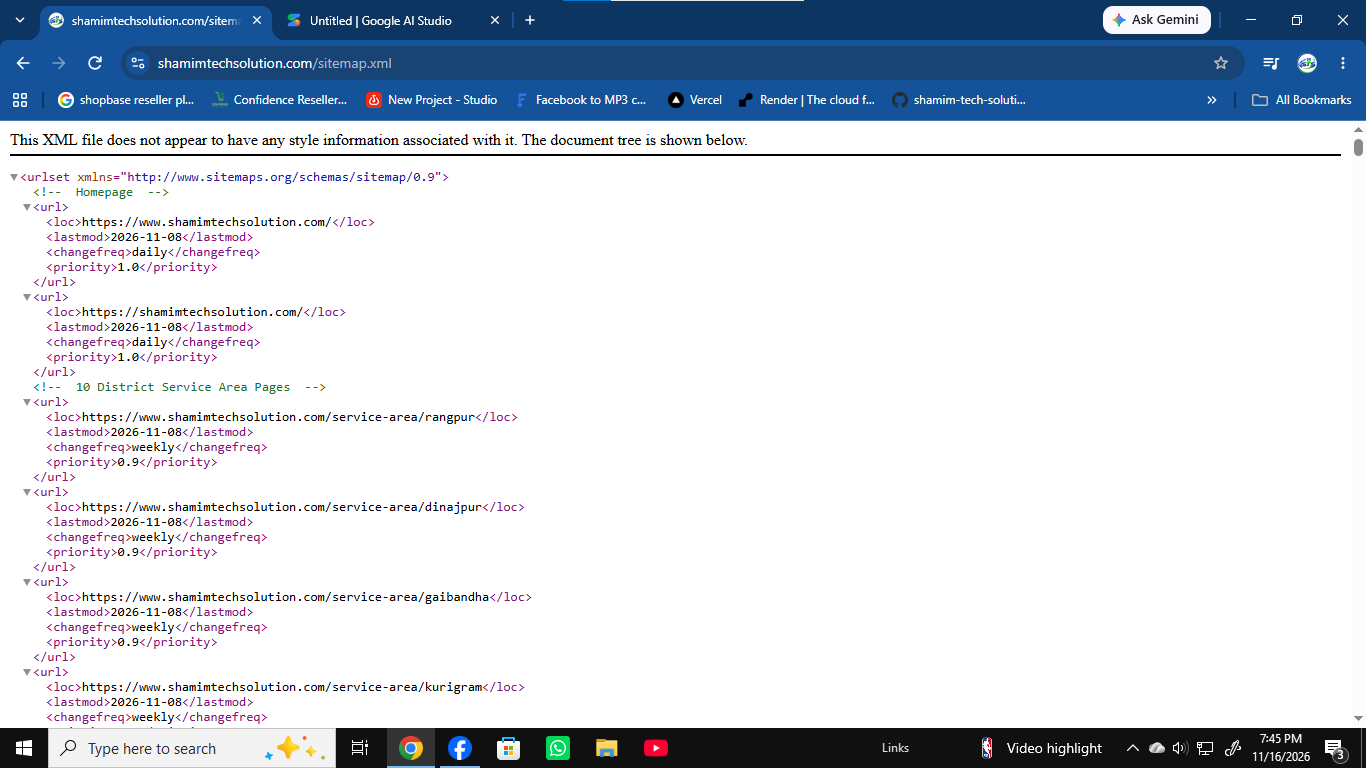 shamimtechsolution.com/sitem
Untitled | Google AI Studio
Ask Gemini
shamimtechsolution.com/sitemap.xml
shopbase reseller pl...
Confidence Reseller...
New Project - Studio
Facebook to MP3 c...
Vercel
Render | The cloud f...
shamim-tech-soluti...
»
All Bookmarks
This XML file does not appear to have any style information associated with it. The document tree is shown below.
<urlset xmlns="http://www.sitemaps.org/schemas/sitemap/0.9">
<!-- Homepage -->
<url>
<loc>https://www.shamimtechsolution.com/</loc>
<lastmod>2026-11-08</lastmod>
<changefreq>daily</changefreq>
<priority>1.0</priority>
</url>
<url>
<loc>https://shamimtechsolution.com/</loc>
<lastmod>2026-11-08</lastmod>
<changefreq>daily</changefreq>
<priority>1.0</priority>
</url>
<!-- 10 District Service Area Pages -->
<url>
<loc>https://www.shamimtechsolution.com/service-area/rangpur</loc>
<lastmod>2026-11-08</lastmod>
<changefreq>weekly</changefreq>
<priority>0.9</priority>
</url>
<url>
<loc>https://www.shamimtechsolution.com/service-area/dinajpur</loc>
<lastmod>2026-11-08</lastmod>
<changefreq>weekly</changefreq>
<priority>0.9</priority>
</url>
<url>
<loc>https://www.shamimtechsolution.com/service-area/gaibandha</loc>
<lastmod>2026-11-08</lastmod>
<changefreq>weekly</changefreq>
<priority>0.9</priority>
</url>
<url>
<loc>https://www.shamimtechsolution.com/service-area/kurigram</loc>
<lastmod>2026-11-08</lastmod>
<changefreq>weekly</changefreq>
Type here to search
Links
Video highlight
7:45 PM
11/16/2026
3